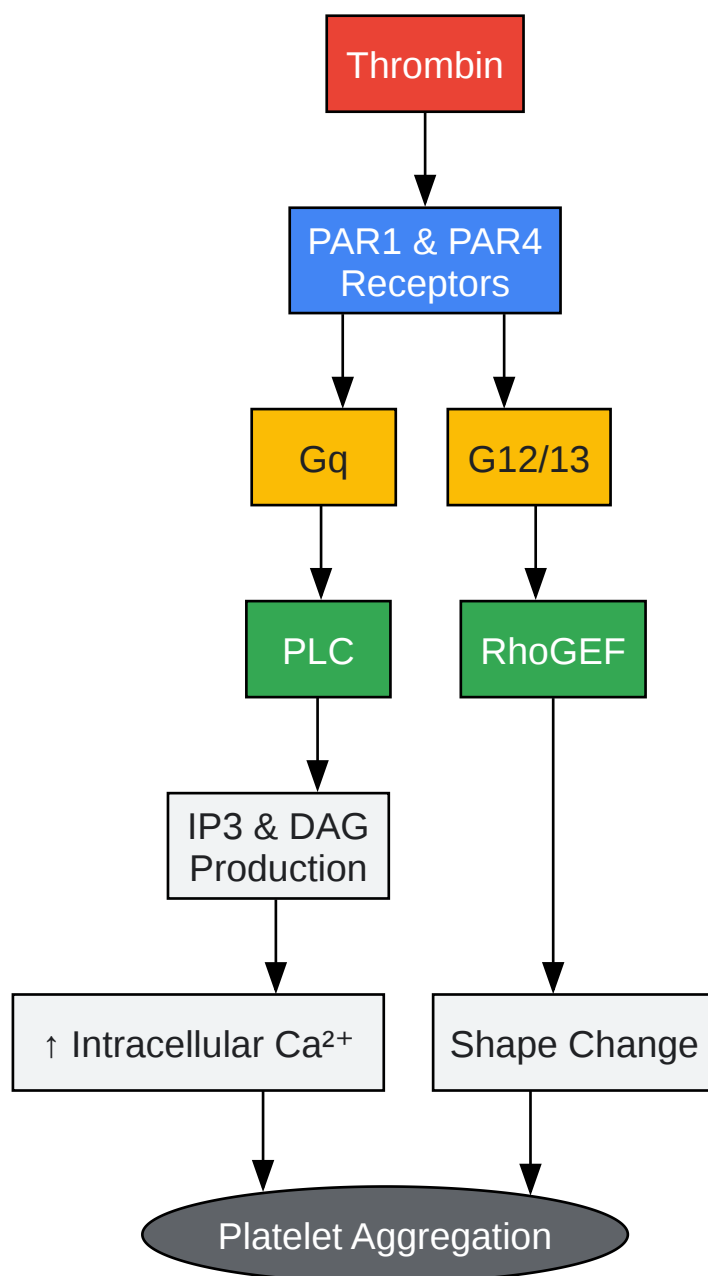 Thrombin
PAR1 & PAR4
Receptors
Gq
G12/13
PLC
RhoGEF
IP3 & DAG
Production
↑ Intracellular Ca²⁺
Shape Change
Platelet Aggregation